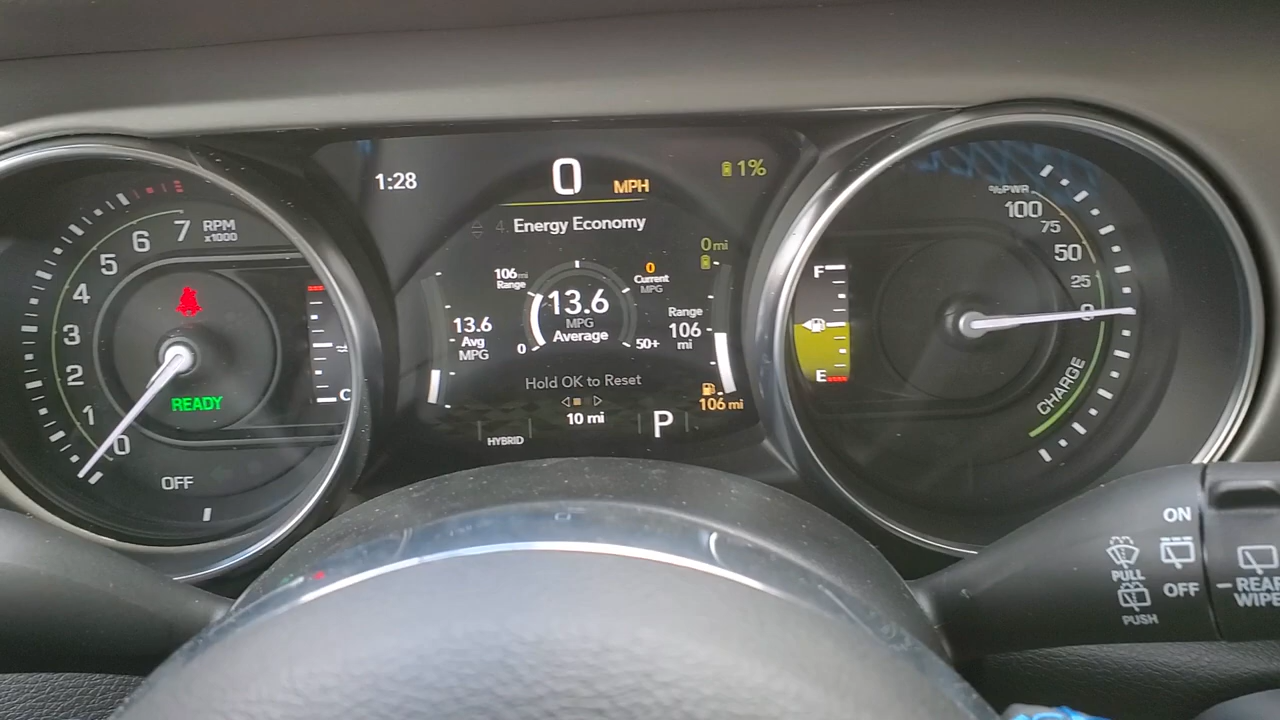 1:28
0 MPH
1%
4. Energy Economy
0 mi
106 mi
Range
0
Current
MPG
13.6
MPG
Average
13.6
Avg
MPG
Range
106
mi
0
50+
Hold OK to Reset
106 mi
10 mi
P
HYBRID
RPM
x1000
7
6
5
4
3
2
1
0
READY
OFF
C
%PWR
100
75
50
25
0
CHARGE
F
E
ON
PULL
OFF
PUSH
REAR
WIPE